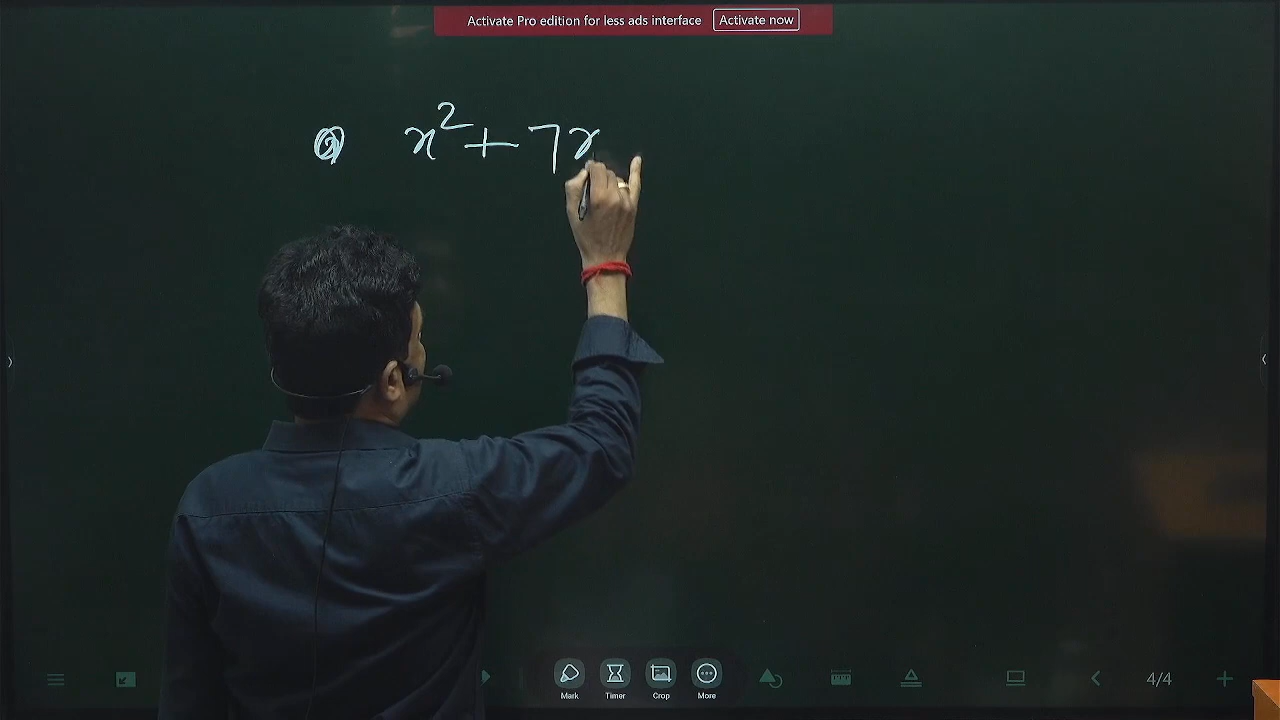 Activate Pro edition for less ads interface Activate now
x² + 7x
Mark Timer Crop More
4/4